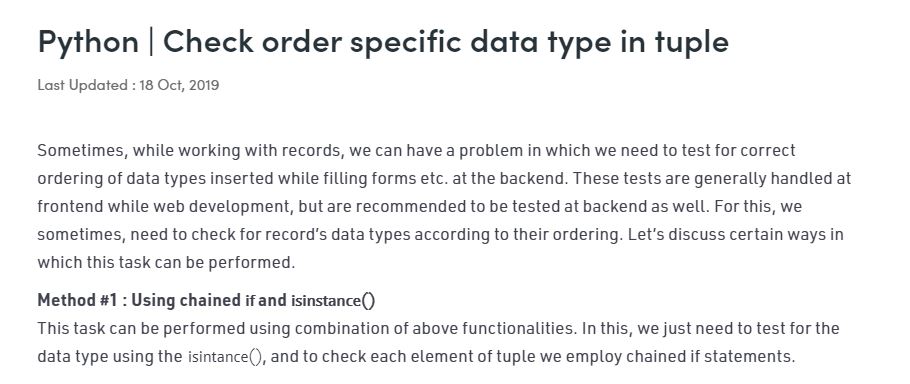 Python | Check order specific data type in tuple
Last Updated : 18 Oct, 2019
Sometimes, while working with records, we can have a problem in which we need to test for correct
ordering of data types inserted while filling forms etc. at the backend. These tests are generally handled at
frontend while web development, but are recommended to be tested at backend as well. For this, we
sometimes, need to check for record’s data types according to their ordering. Let’s discuss certain ways in
which this task can be performed.
Method #1 : Using chained if and isinstance()
This task can be performed using combination of above functionalities. In this, we just need to test for the
data type using the isintance(), and to check each element of tuple we employ chained if statements.